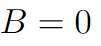 B = 0